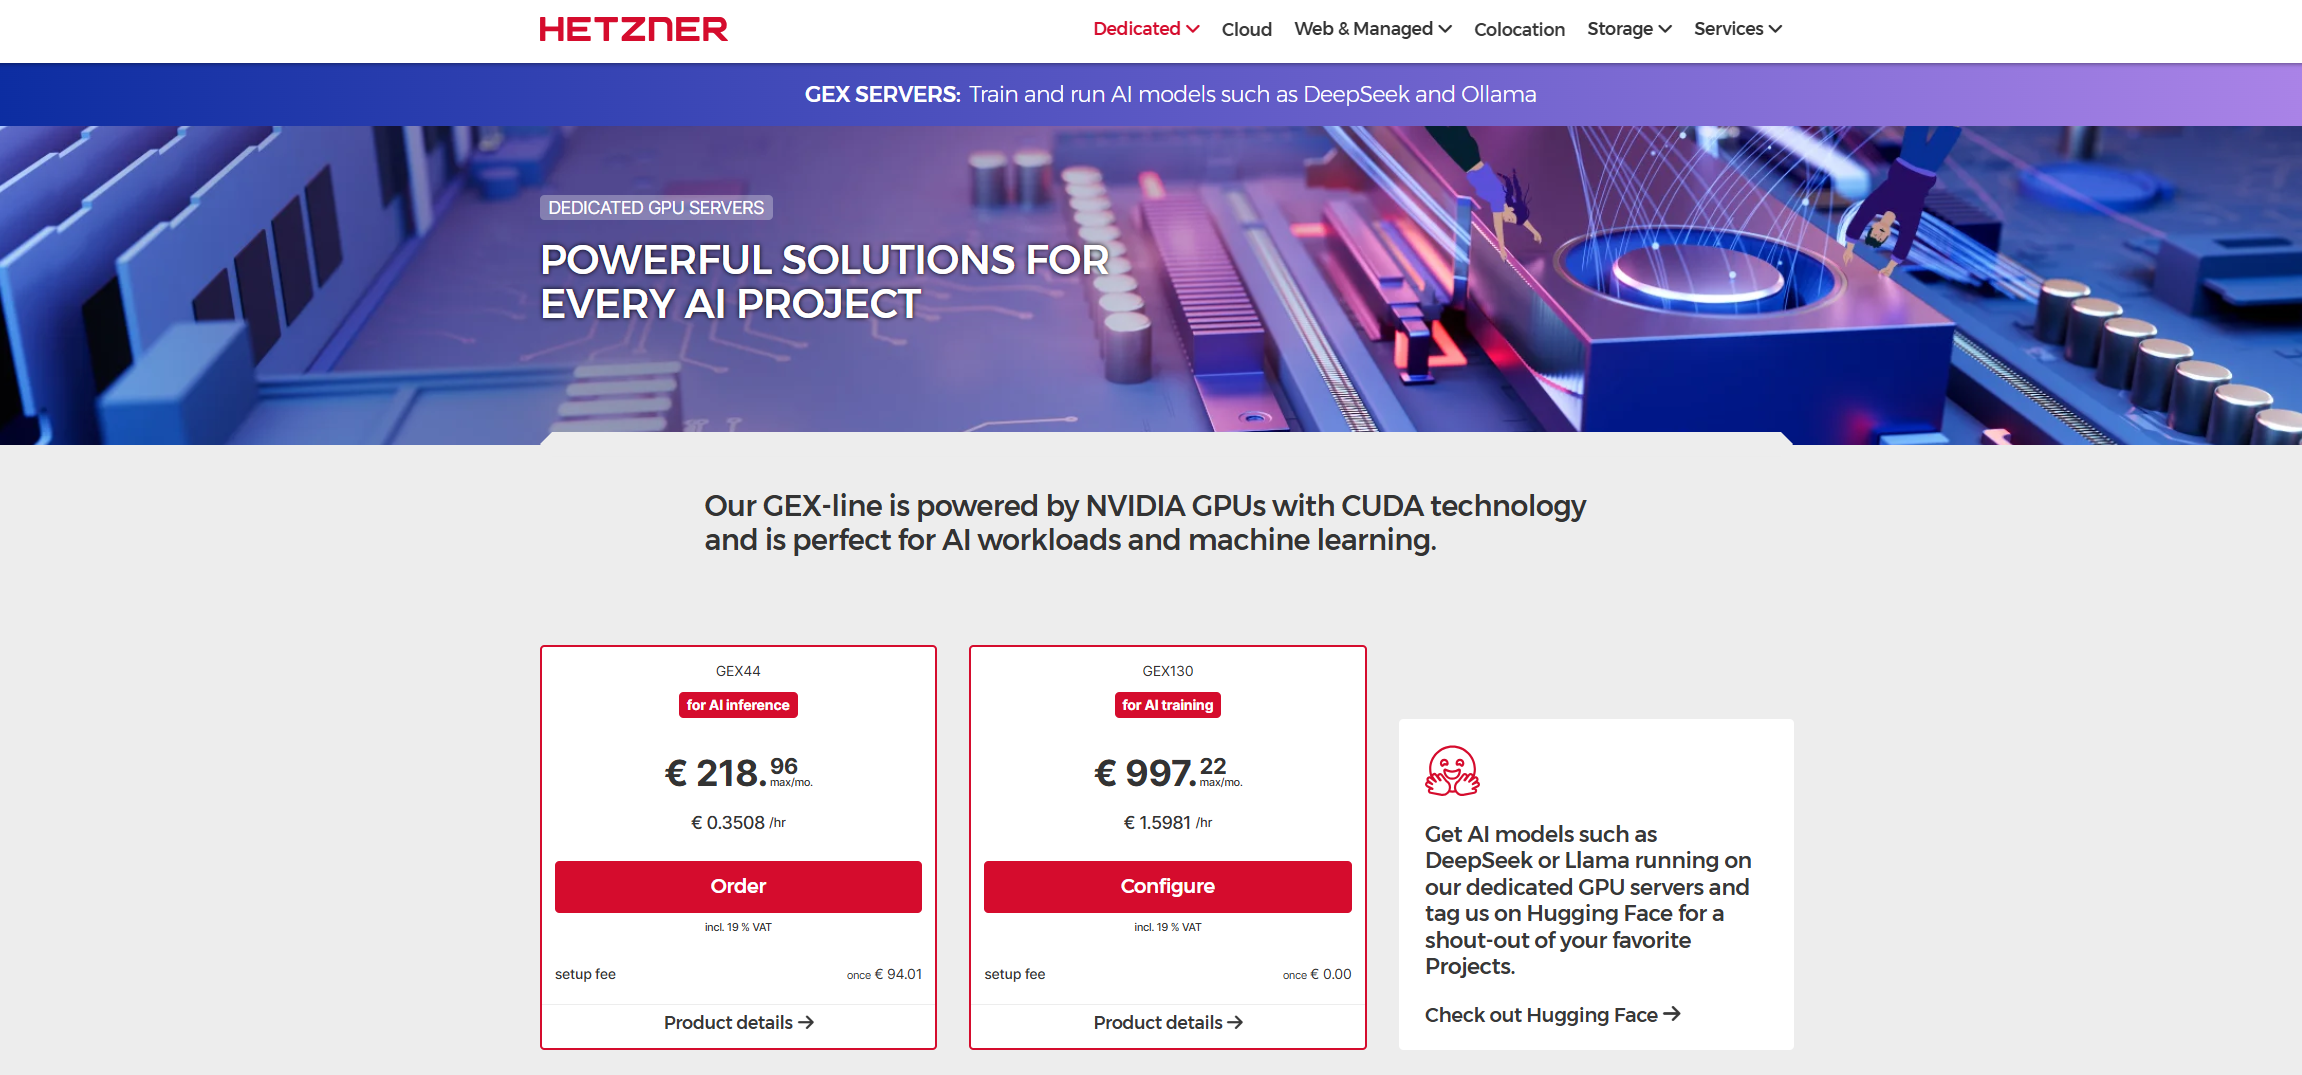 HETZNER
Dedicated
Cloud
Web & Managed
Colocation
Storage
Services
GEX SERVERS: Train and run AI models such as DeepSeek and Ollama
DEDICATED GPU SERVERS
POWERFUL SOLUTIONS FOR
EVERY AI PROJECT
Our GEX-line is powered by NVIDIA GPUs with CUDA technology
and is perfect for AI workloads and machine learning.
GEX44
for AI inference
€ 218.96 max/mo.
€ 0.3508 /hr
Order
incl. 19 % VAT
setup fee once € 94.01
Product details →
GEX130
for AI training
€ 997.22 max/mo.
€ 1.5981 /hr
Configure
incl. 19 % VAT
setup fee once € 0.00
Product details →
Get AI models such as
DeepSeek or Llama running on
our dedicated GPU servers and
tag us on Hugging Face for a
shout-out of your favorite
Projects.
Check out Hugging Face →